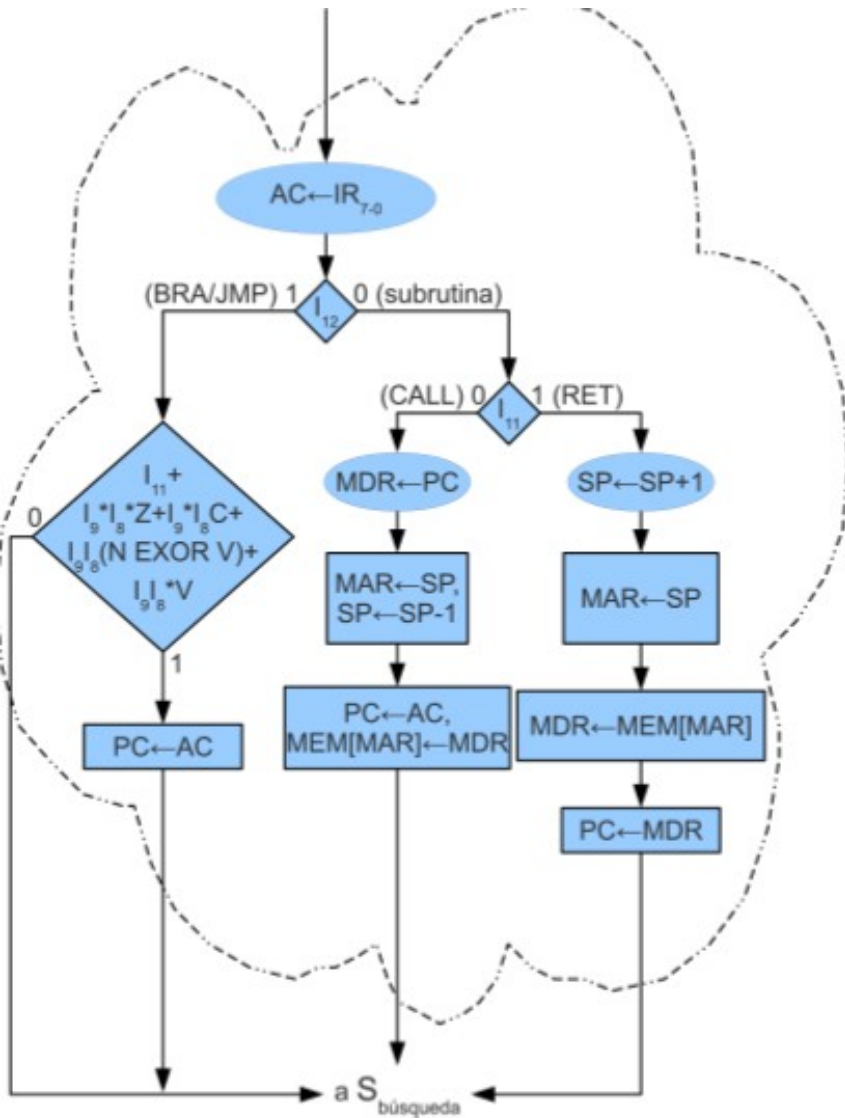 AC←IR₇₋₀
(BRA/JMP) 1
0 (subrutina)
I₁₂
(CALL) 0
1 (RET)
I₁₁
I₁₁+
I₉*I₈*Z+I₉*I₈C+
I₉I₈(N EXOR V)+
I₉I₈*V
0
1
MDR←PC
SP←SP+1
MAR←SP,
SP←SP-1
MAR←SP
PC←AC
PC←AC,
MEM[MAR]←MDR
MDR←MEM[MAR]
PC←MDR
a S búsqueda